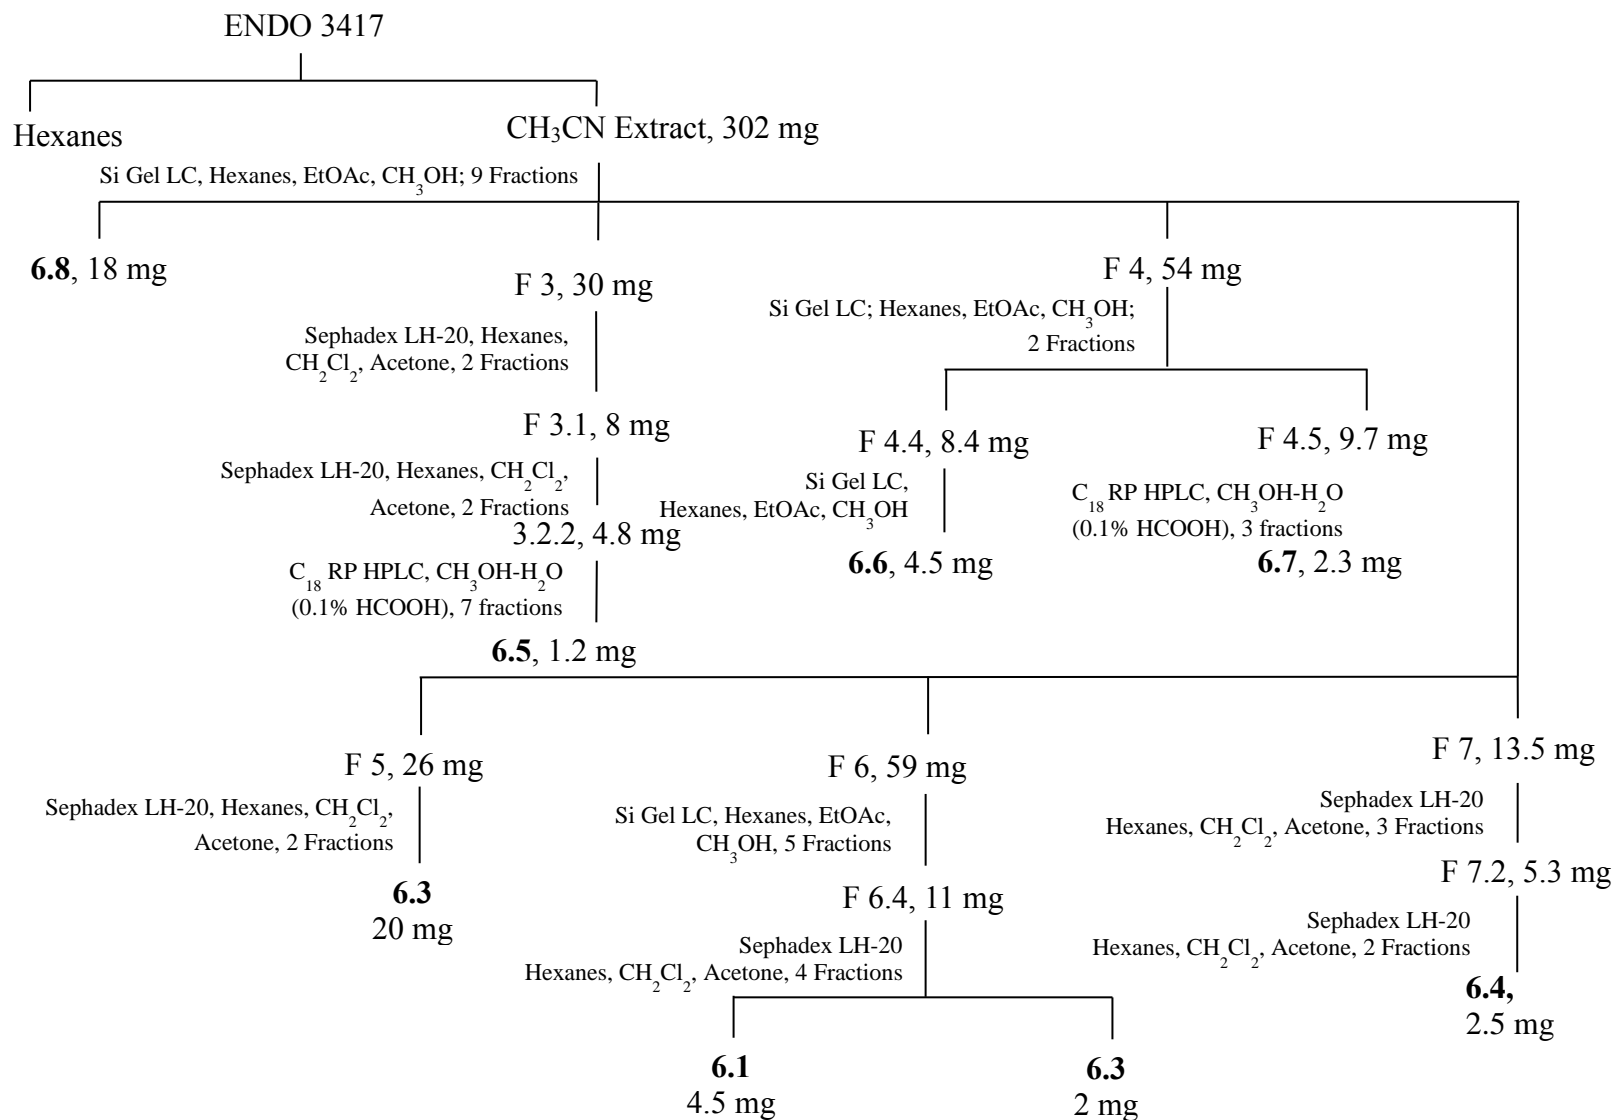 ENDO 3417
Hexanes
CH₃CN Extract, 302 mg
Si Gel LC, Hexanes, EtOAc, CH₃OH; 9 Fractions
6.8, 18 mg
F 3, 30 mg
Sephadex LH-20, Hexanes,
CH₂Cl₂, Acetone, 2 Fractions
F 3.1, 8 mg
Sephadex LH-20, Hexanes, CH₂Cl₂,
Acetone, 2 Fractions
3.2.2, 4.8 mg
C₁₈ RP HPLC, CH₃OH-H₂O
(0.1% HCOOH), 7 fractions
6.5, 1.2 mg
F 4, 54 mg
Si Gel LC; Hexanes, EtOAc, CH₃OH;
2 Fractions
F 4.4, 8.4 mg
Si Gel LC,
Hexanes, EtOAc, CH₃OH
6.6, 4.5 mg
F 4.5, 9.7 mg
C₁₈ RP HPLC, CH₃OH-H₂O
(0.1% HCOOH), 3 fractions
6.7, 2.3 mg
F 5, 26 mg
Sephadex LH-20, Hexanes, CH₂Cl₂,
Acetone, 2 Fractions
6.3
20 mg
F 6, 59 mg
Si Gel LC, Hexanes, EtOAc,
CH₃OH, 5 Fractions
F 6.4, 11 mg
Sephadex LH-20
Hexanes, CH₂Cl₂, Acetone, 4 Fractions
6.1
4.5 mg
6.3
2 mg
F 7, 13.5 mg
Sephadex LH-20
Hexanes, CH₂Cl₂, Acetone, 3 Fractions
F 7.2, 5.3 mg
Sephadex LH-20
Hexanes, CH₂Cl₂, Acetone, 2 Fractions
6.4,
2.5 mg